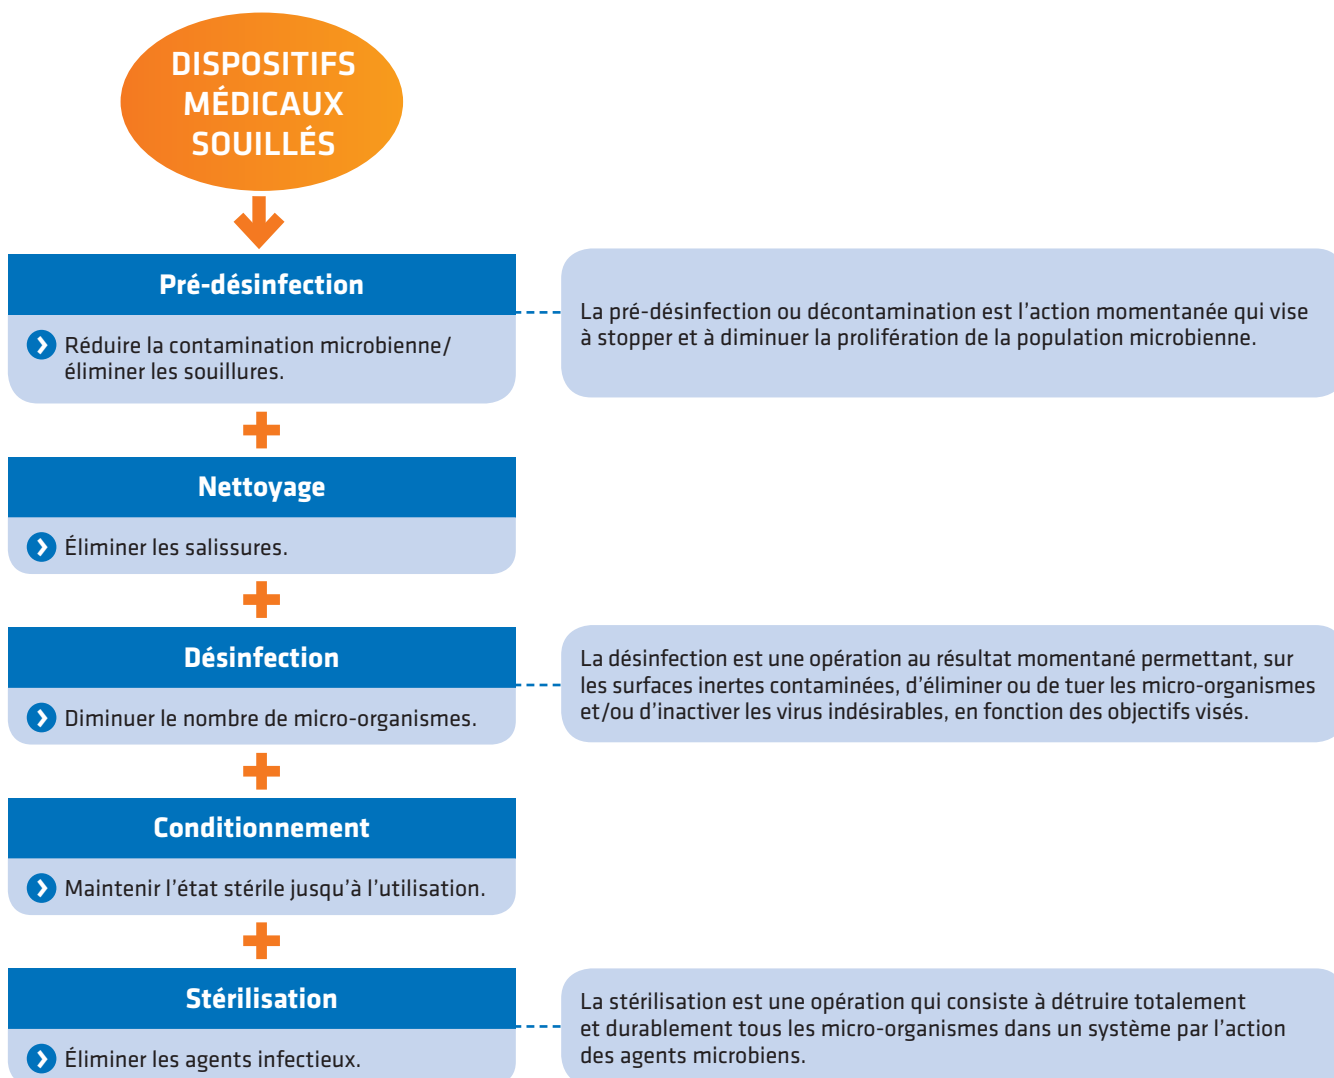 DISPOSITIFS
MÉDICAUX
SOUILLÉS
Pré-désinfection
Réduire la contamination microbienne/
éliminer les souillures.
La pré-désinfection ou décontamination est l’action momentanée qui vise
à stopper et à diminuer la prolifération de la population microbienne.
Nettoyage
Éliminer les salissures.
Désinfection
Diminuer le nombre de micro-organismes.
La désinfection est une opération au résultat momentané permettant, sur
les surfaces inertes contaminées, d’éliminer ou de tuer les micro-organismes
et/ou d’inactiver les virus indésirables, en fonction des objectifs visés.
Conditionnement
Maintenir l’état stérile jusqu’à l’utilisation.
Stérilisation
Éliminer les agents infectieux.
La stérilisation est une opération qui consiste à détruire totalement
et durablement tous les micro-organismes dans un système par l’action
des agents microbiens.